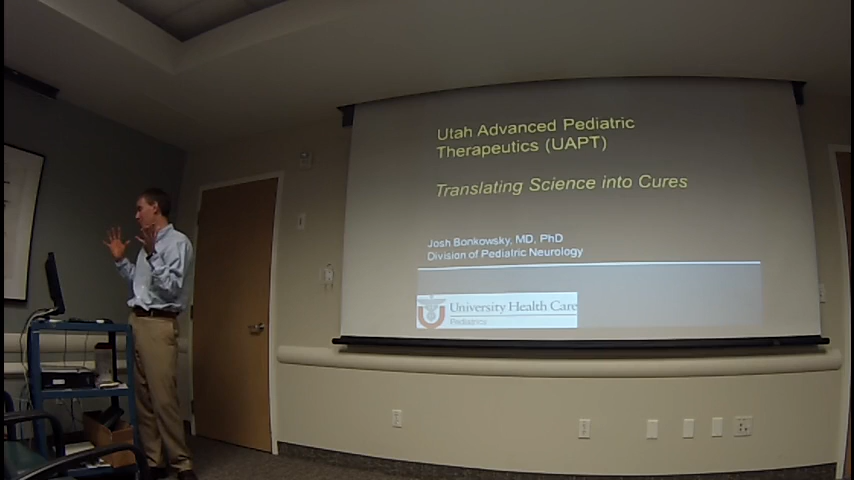 Utah Advanced Pediatric
Therapeutics (UAPT)
Translating Science into Cures
Josh Bonkowsky, MD, PhD
Division of Pediatric Neurology
University Health Care
Pediatrics